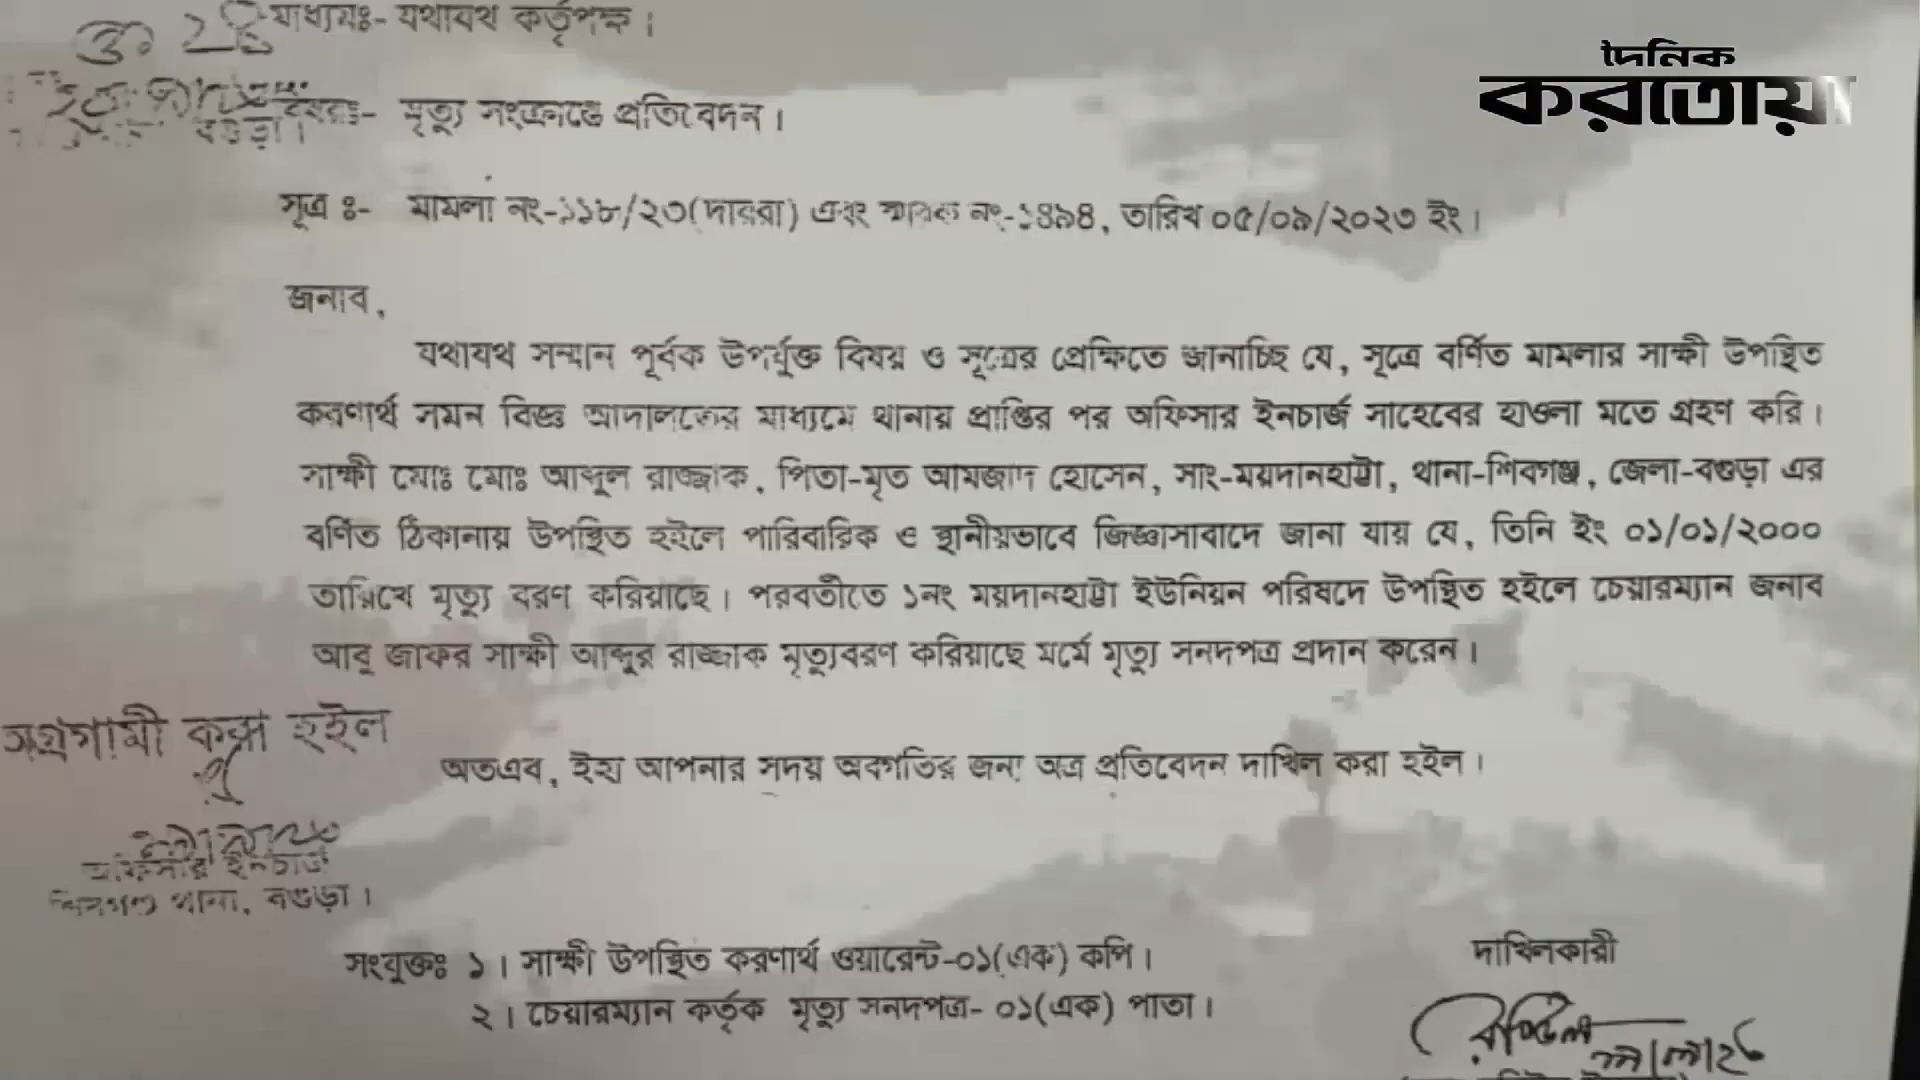 মাধ্যমঃ- যথাযথ কর্তৃপক্ষ।
দৈনিক
করতোয়া
মৃত্যু সংক্রান্তে প্রতিবেদন।
বগুড়া।
সূত্র ঃ- মামলা নং-১১৮/২৩(দায়রা) এবং স্মারক নং-১৪৯৪, তারিখ ০৫/০৯/২০২৩ ইং।
জনাব,
যথাযথ সম্মান পূর্বক উপর্যুক্ত বিষয় ও সূত্রের প্রেক্ষিতে জানাচ্ছি যে, সূত্রে বর্ণিত মামলার সাক্ষী উপস্থিত
করণার্থ সমন বিজ্ঞ আদালতের মাধ্যমে থানায় প্রাপ্তির পর অফিসার ইনচার্জ সাহেবের হাওলা মতে গ্রহণ করি।
সাক্ষী মোঃ মোঃ আব্দুল রাজ্জাক, পিতা-মৃত আমজাদ হোসেন, সাং-ময়দানহাট্টা, থানা-শিবগঞ্জ, জেলা-বগুড়া এর
বর্ণিত ঠিকানায় উপস্থিত হইলে পারিবারিক ও স্থানীয়ভাবে জিজ্ঞাসাবাদে জানা যায় যে, তিনি ইং ০১/০১/২০০০
তারিখে মৃত্যু বরণ করিয়াছে। পরবর্তীতে ১নং ময়দানহাট্টা ইউনিয়ন পরিষদে উপস্থিত হইলে চেয়ারম্যান জনাব
আবু জাফর সাক্ষী আব্দুর রাজ্জাক মৃত্যুবরণ করিয়াছে মর্মে মৃত্যু সনদপত্র প্রদান করেন।
অগ্রগামী করা হইল
অতএব, ইহা আপনার সদয় অবগতির জন্য অত্র প্রতিবেদন দাখিল করা হইল।
অফিসার ইনচার্জ
শিবগঞ্জ থানা, বগুড়া।
সংযুক্তঃ ১। সাক্ষী উপস্থিত করণার্থ ওয়ারেন্ট-০১(এক) কপি।
২। চেয়ারম্যান কর্তৃক মৃত্যু সনদপত্র- ০১(এক) পাতা।
দাখিলকারী